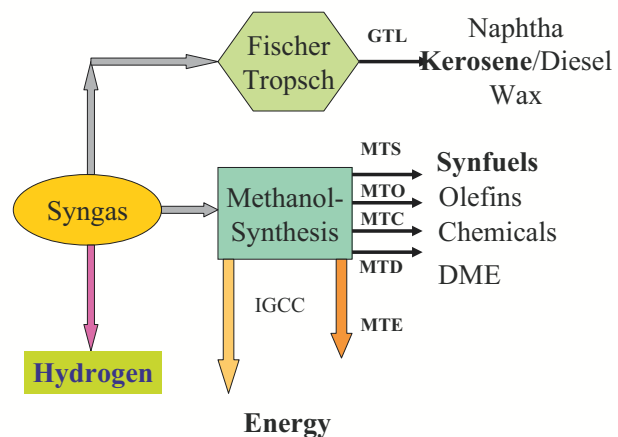 Fischer
Tropsch
GTL
Naphtha
Kerosene/Diesel
Wax
Syngas
Methanol-
Synthesis
MTS
Synfuels
MTO
Olefins
MTC
Chemicals
MTD
DME
IGCC
MTE
Hydrogen
Energy